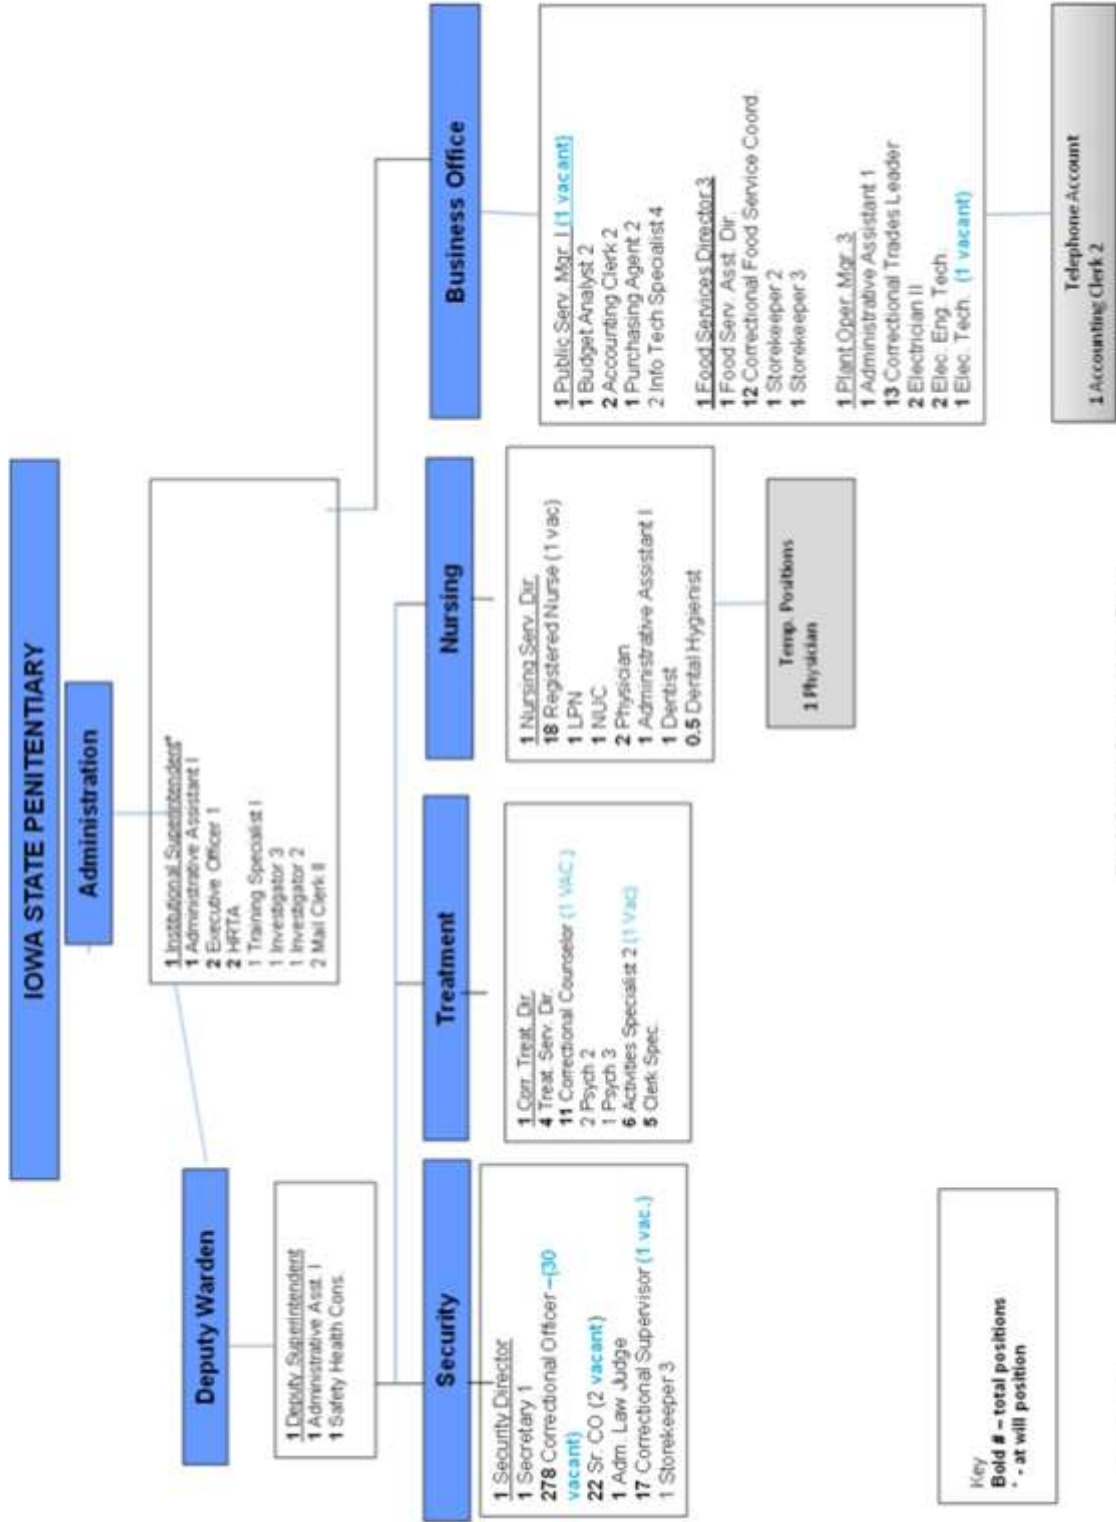 IOWA STATE PENITENTIARY
Administration
1 Institutional Superintendent*
1 Administrative Assistant I
2 Executive Officer 1
2 HRTA
1 Training Specialist I
1 Investigator 3
1 Investigator 2
2 Mail Clerk II
Deputy Warden
1 Deputy Superintendent
1 Administrative Asst. I
1 Safety Health Cons.
Security
1 Security Director
1 Secretary 1
278 Correctional Officer –(30
vacant)
22 Sr. CO (2 vacant)
1 Adm. Law Judge
17 Correctional Supervisor (1 vac.)
1 Storekeeper 3
Treatment
1 Corr. Treat. Dir.
4 Treat. Serv. Dir.
11 Correctional Counselor (1 VAC.)
2 Psych 2
1 Psych 3
6 Activities Specialist 2 (1 Vac)
5 Clerk Spec.
Nursing
1 Nursing Serv. Dir.
18 Registered Nurse (1 vac)
1 LPN
1 NUC
2 Physician
1 Administrative Assistant I
1 Dentist
0.5 Dental Hygienist
Temp. Positions
1 Physician
Business Office
1 Public Serv. Mgr. I (1 vacant)
1 Budget Analyst 2
2 Accounting Clerk 2
1 Purchasing Agent 2
2 Info Tech Specialist 4
1 Food Services Director 3
1 Food Serv. Asst. Dir.
12 Correctional Food Service Coord.
1 Storekeeper 2
1 Storekeeper 3
1 Plant Oper. Mgr. 3
1 Administrative Assistant 1
13 Correctional Trades Leader
2 Electrician II
2 Elec. Eng. Tech.
1 Elec. Tech. (1 vacant)
Telephone Account
1 Accounting Clerk 2
Key
Bold # – total positions
* - at will position